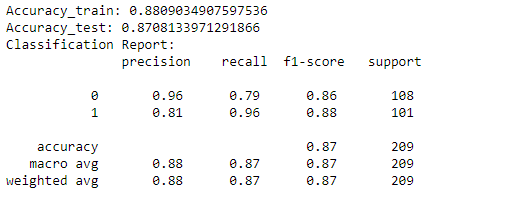 Accuracy_train: 0.8809034907597536
Accuracy_test: 0.8708133971291866
Classification Report:
precision recall f1-score support
0 0.96 0.79 0.86 108
1 0.81 0.96 0.88 101
accuracy 0.87 209
macro avg 0.88 0.87 0.87 209
weighted avg 0.88 0.87 0.87 209